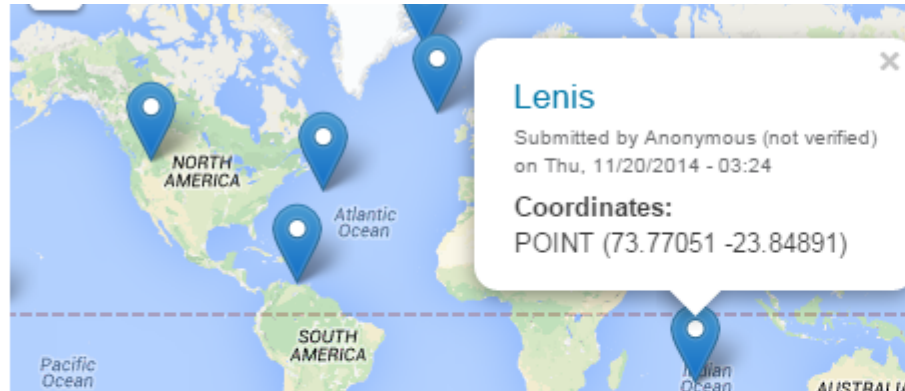 Lenis
Submitted by Anonymous (not verified)
on Thu, 11/20/2014 - 03:24
Coordinates:
POINT (73.77051 -23.84891)
NORTH
AMERICA
Atlantic
Ocean
SOUTH
AMERICA
Pacific
Ocean
Indian
Ocean
AUSTRALIA